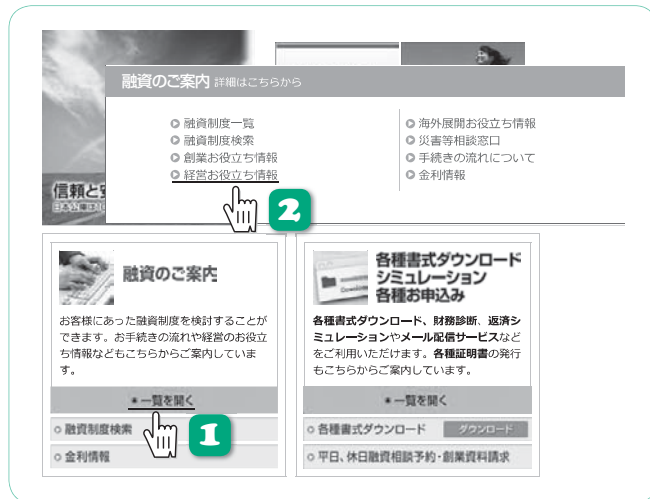 融資のご案内 詳細はこちらから
融資制度一覧
融資制度検索
創業お役立ち情報
経営お役立ち情報
海外展開お役立ち情報
災害等相談窓口
手続きの流れについて
金利情報
信頼と
日本公庫は
2
融資のご案内
お客様にあった融資制度を検討することが
できます。お手続きの流れや経営のお役立
ち情報などもこちらからご案内していま
す。
一覧を開く
融資制度検索
1
金利情報
各種書式ダウンロード
シミュレーション
各種お申込み
各種書式ダウンロード、財務診断、返済シ
ミュレーションやメール配信サービスなど
をご利用いただけます。各種証明書の発行
もこちらからご案内しています。
一覧を開く
各種書式ダウンロード ダウンロード
平日、休日融資相談予約・創業資料請求